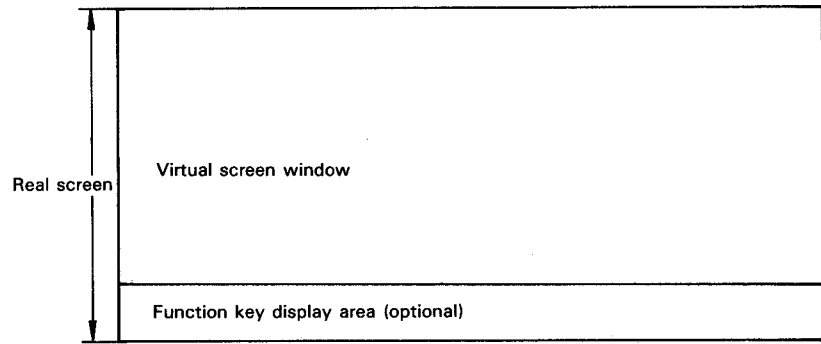 Virtual screen window
Real screen
Function key display area (optional)